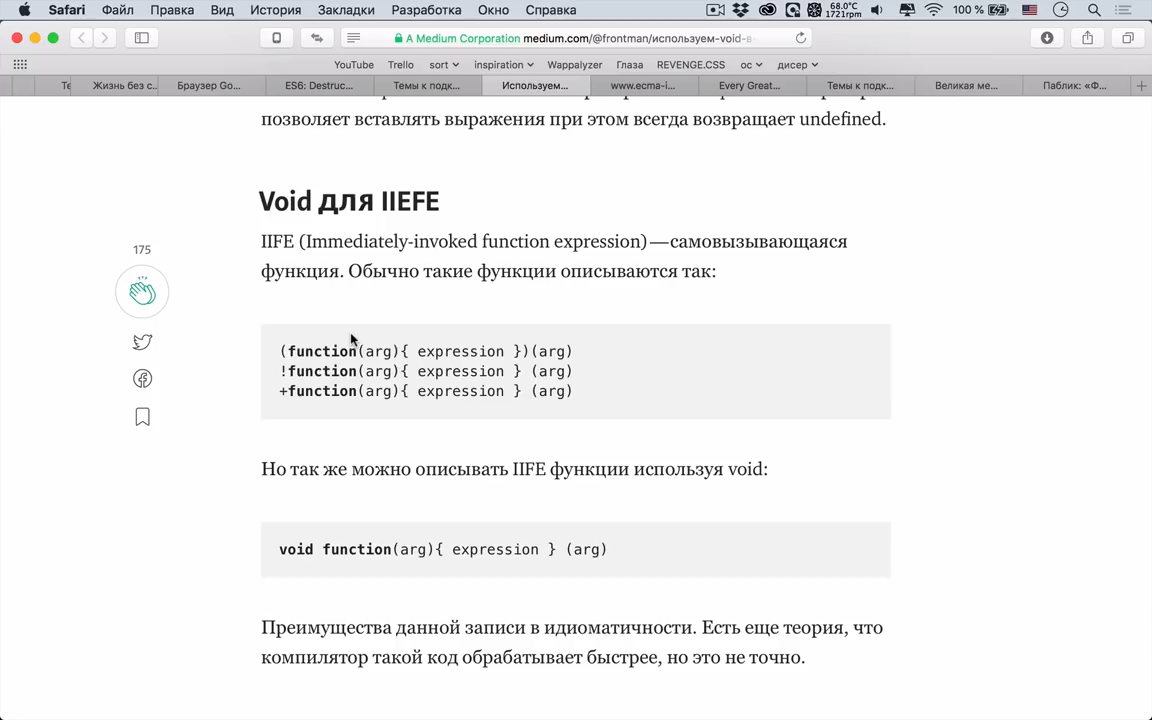 Safari Файл Правка Вид История Закладки Разработка Окно Справка 68.0°C 1721rpm 100 %
A Medium Corporation medium.com/@frontman/используем-void-в-
YouTube Trello sort inspiration Wappalyzer Глаза REVENGE.CSS ос дисер
Те Жизнь без с... Браузер Go... ES6: Destruc... Темы к подк... Используем... www.ecma-i... Every Great... Темы к подк... Великая ме... Паблик: «Ф...
позволяет вставлять выражения при этом всегда возвращает undefined.
Void для IIEFE
IIFE (Immediately-invoked function expression) — самовызывающаяся
функция. Обычно такие функции описываются так:
175
(function(arg){ expression })(arg)
!function(arg){ expression } (arg)
+function(arg){ expression } (arg)
Но так же можно описывать IIFE функции используя void:
void function(arg){ expression } (arg)
Преимущества данной записи в идиоматичности. Есть еще теория, что
компилятор такой код обрабатывает быстрее, но это не точно.